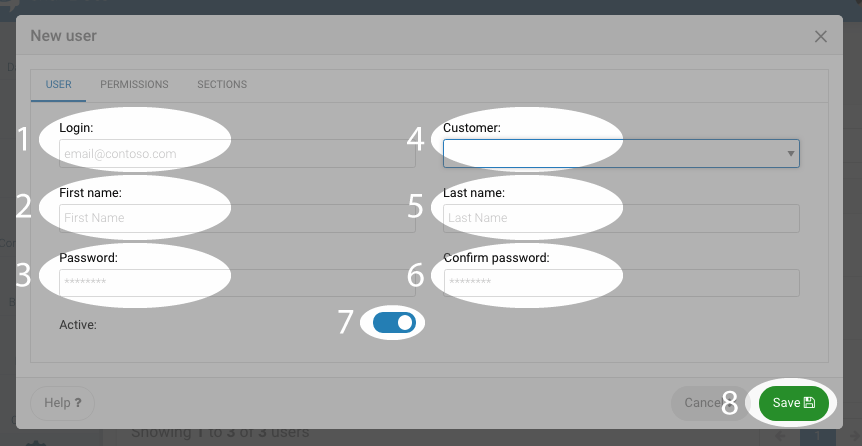 New user
USER PERMISSIONS SECTIONS
1 Login: 4 Customer:
email@contoso.com
2 First name: 5 Last name:
First Name Last Name
3 Password: 6 Confirm password:
******** ********
Active: 7
Help ? Cancel 8 Save
Showing 1 to 3 of 3 users
1